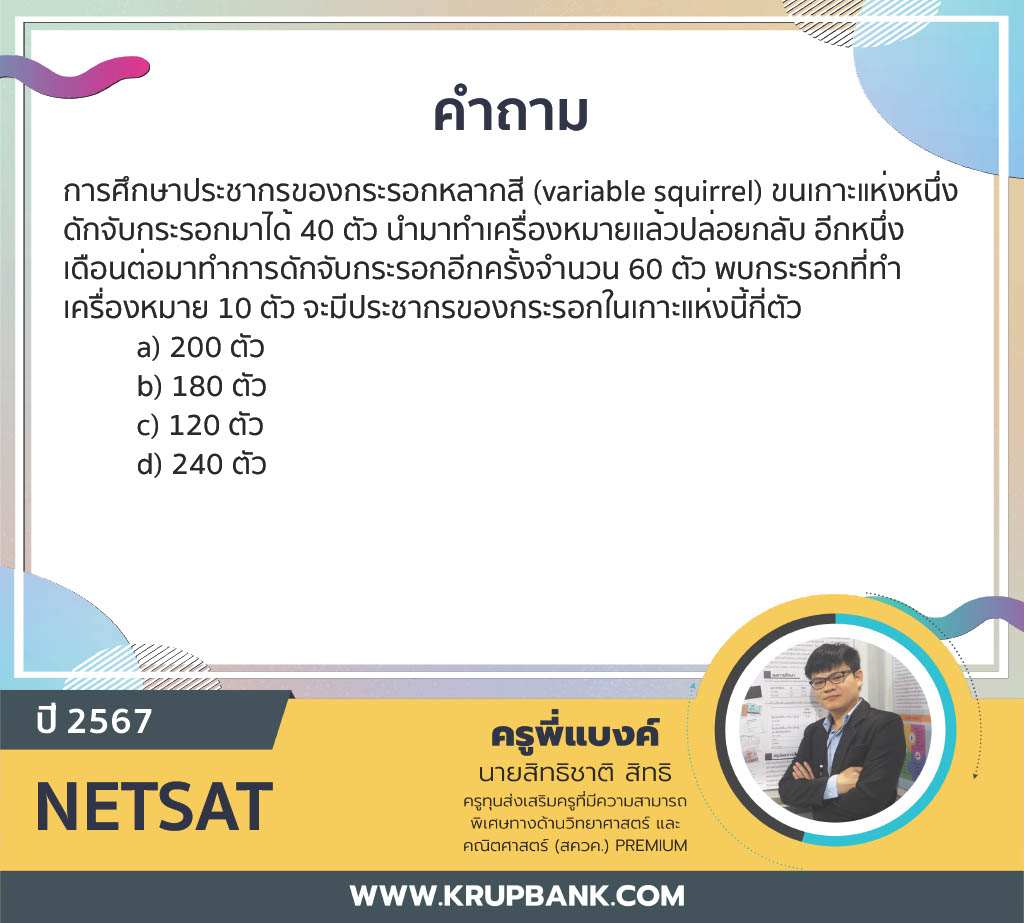 คำถาม
การศึกษาประชากรของกระรอกหลากสี (variable squirrel) ขนเกาะแห่งหนึ่ง
ดักจับกระรอกมาได้ 40 ตัว นำมาทำเครื่องหมายแล้วปล่อยกลับ อีกหนึ่ง
เดือนต่อมาทำการดักจับกระรอกอีกครั้งจำนวน 60 ตัว พบกระรอกที่ทำ
เครื่องหมาย 10 ตัว จะมีประชากรของกระรอกในเกาะแห่งนี้กี่ตัว
a) 200 ตัว
b) 180 ตัว
c) 120 ตัว
d) 240 ตัว
ปี 2567
NETSAT
ครูพี่แบงค์
นายสิทธิชาติ สิทธิ
ครูทุนส่งเสริมครูที่มีความสามารถ
พิเศษทางด้านวิทยาศาสตร์ และ
คณิตศาสตร์ (สควค.) PREMIUM
WWW.KRUPBANK.COM